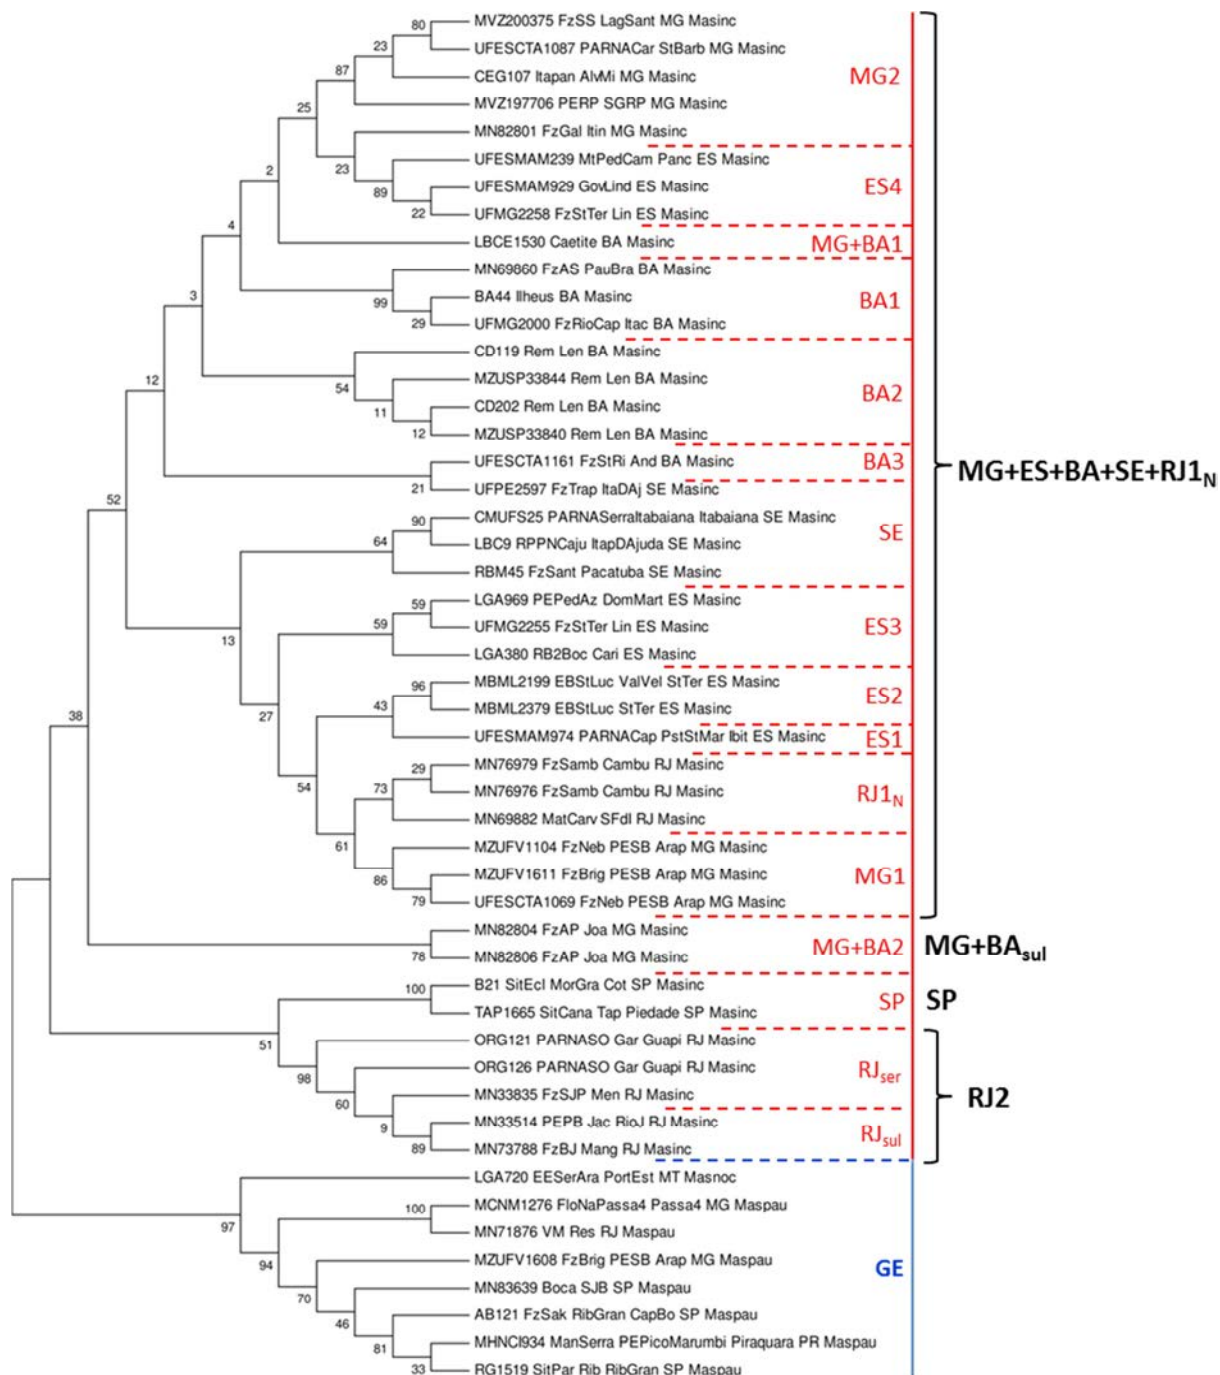 MVZ200375 FzSS LagSant MG Masinc
80
UFESCTA1087 PARNACar StBarb MG Masinc
23
CEG107 Itapan AlvMi MG Masinc
MG2
87
MVZ197706 PERP SGRP MG Masinc
25
MN82801 FzGal Itin MG Masinc
UFESMAM239 MtPedCam Panc ES Masinc
23
2
UFESMAM929 GovLind ES Masinc
ES4
89
UFMG2258 FzStTer Lin ES Masinc
22
4
LBCE1530 Caetite BA Masinc
MG+BA1
MN69860 FzAS PauBra BA Masinc
3
BA44 Ilheus BA Masinc
BA1
99
UFMG2000 FzRioCap Itac BA Masinc
29
CD119 Rem Len BA Masinc
12
MZUSP33844 Rem Len BA Masinc
54
BA2
CD202 Rem Len BA Masinc
11
MZUSP33840 Rem Len BA Masinc
12
UFESCTA1161 FzStRi And BA Masinc
BA3
MG+ES+BA+SE+RJ1N
UFPE2597 FzTrap ItaDAj SE Masinc
21
52
CMUFS25 PARNASerraItabaiana Itabaiana SE Masinc
90
SE
LBC9 RPPNCaju ItapDAjuda SE Masinc
64
RBM45 FzSant Pacatuba SE Masinc
LGA969 PEPedAz DomMart ES Masinc
59
UFMG2255 FzStTer Lin ES Masinc
ES3
59
13
LGA380 RB2Boc Cari ES Masinc
MBML2199 EBStLuc ValVel StTer ES Masinc
96
ES2
MBML2379 EBStLuc StTer ES Masinc
43
38
27
UFESMAM974 PARNACap PstStMar Ibit ES Masinc
ES1
MN76979 FzSamb Cambu RJ Masinc
29
MN76976 FzSamb Cambu RJ Masinc
RJ1N
73
54
MN69882 MatCarv SFdI RJ Masinc
MZUFV1104 FzNeb PESB Arap MG Masinc
61
MZUFV1611 FzBrig PESB Arap MG Masinc
MG1
86
UFESCTA1069 FzNeb PESB Arap MG Masinc
79
MN82804 FzAP Joa MG Masinc
MG+BA2
MG+BAsul
MN82806 FzAP Joa MG Masinc
78
B21 SitEcl MorGra Cot SP Masinc
100
SP
SP
TAP1665 SitCana Tap Piedade SP Masinc
51
ORG121 PARNASO Gar Guapi RJ Masinc
ORG126 PARNASO Gar Guapi RJ Masinc
RJser
98
MN33835 FzSJP Men RJ Masinc
RJ2
60
MN33514 PEPB Jac RioJ RJ Masinc
9
RJsul
MN73788 FzBJ Mang RJ Masinc
89
LGA720 EESerAra PortEst MT Masnoc
MCNM1276 FloNaPassa4 Passa4 MG Maspau
100
97
MN71876 VM Res RJ Maspau
MZUFV1608 FzBrig PESB Arap MG Maspau
94
GE
MN83639 Boca SJB SP Maspau
70
AB121 FzSak RibGran CapBo SP Maspau
46
MHNCI934 ManSerra PEPicoMarumbi Piraquara PR Maspau
81
RG1519 SitPar Rib RibGran SP Maspau
33